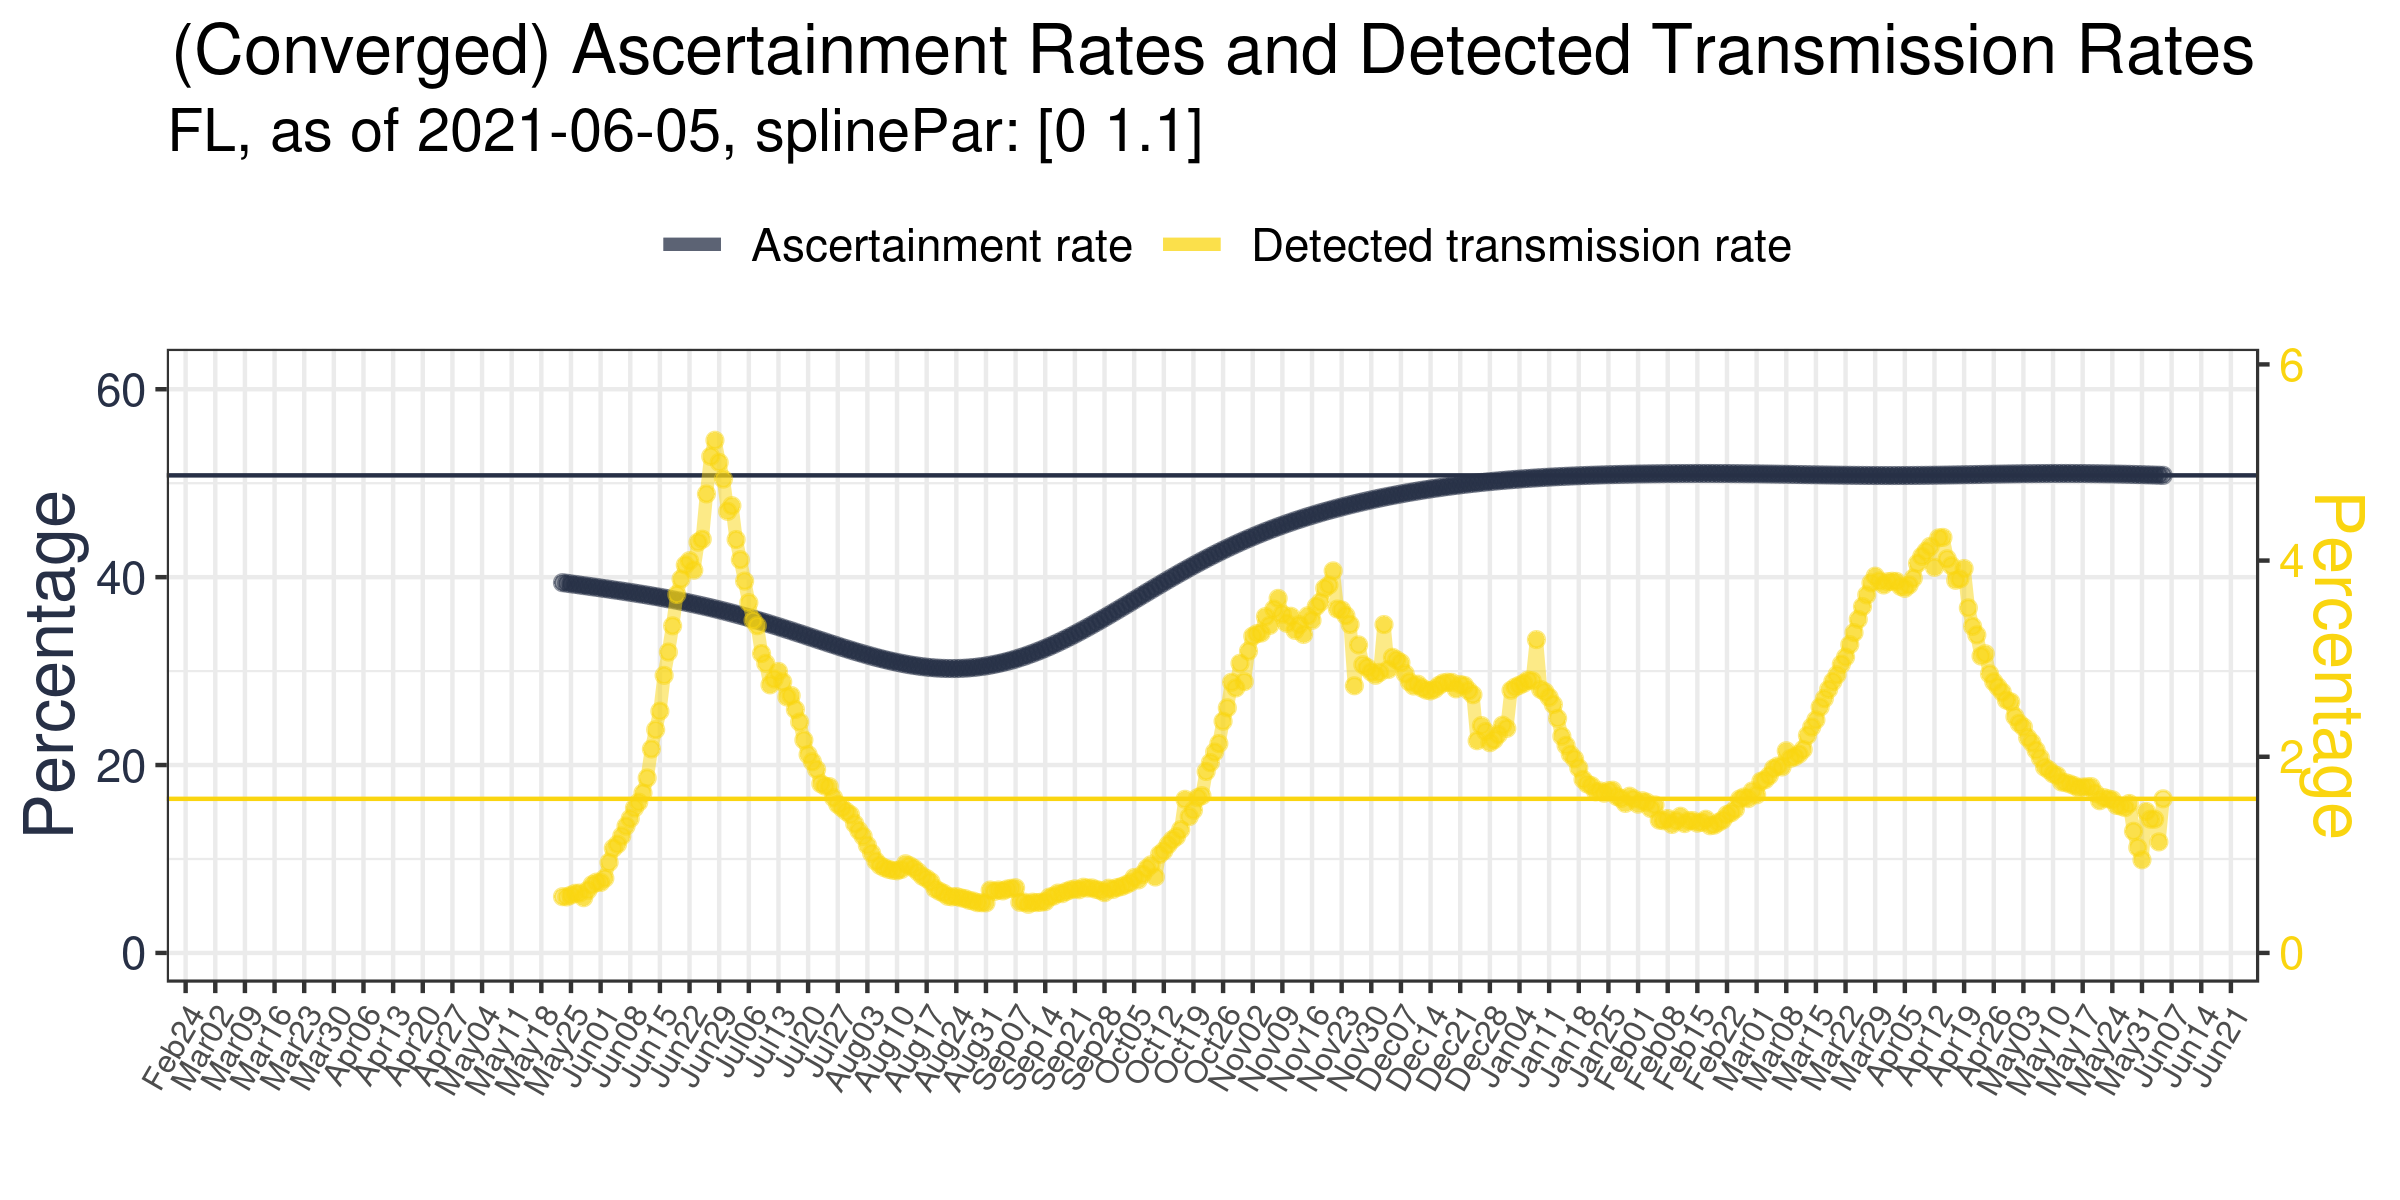 (Converged) Ascertainment Rates and Detected Transmission Rates
FL, as of 2021-06-05, splinePar: [0 1.1]
Ascertainment rate Detected transmission rate
Percentage
60
40
20
0
6
4
2
0
Percentage
Feb24 Mar02 Mar09 Mar16 Mar23 Mar30 Apr06 Apr13 Apr20 Apr27 May04 May11 May18 May25 Jun01 Jun08 Jun15 Jun22 Jun29 Jul06 Jul13 Jul20 Jul27 Aug03 Aug10 Aug17 Aug24 Aug31 Sep07 Sep14 Sep21 Sep28 Oct05 Oct12 Oct19 Oct26 Nov02 Nov09 Nov16 Nov23 Nov30 Dec07 Dec14 Dec21 Dec28 Jan04 Jan11 Jan18 Jan25 Feb01 Feb08 Feb15 Feb22 Mar01 Mar08 Mar15 Mar22 Mar29 Apr05 Apr12 Apr19 Apr26 May03 May10 May17 May24 May31 Jun07 Jun14 Jun21